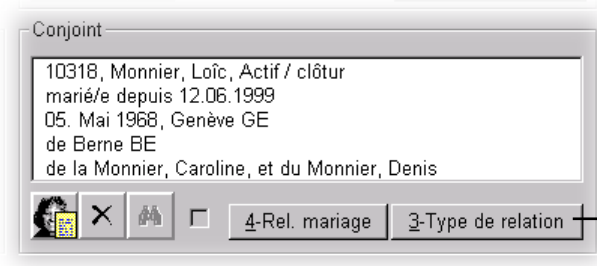 Conjoint
10318, Monnier, Loîc, Actif / clôtur
marié/e depuis 12.06.1999
05. Mai 1968, Genève GE
de Berne BE
de la Monnier, Caroline, et du Monnier, Denis
4-Rel. mariage 3-Type de relation